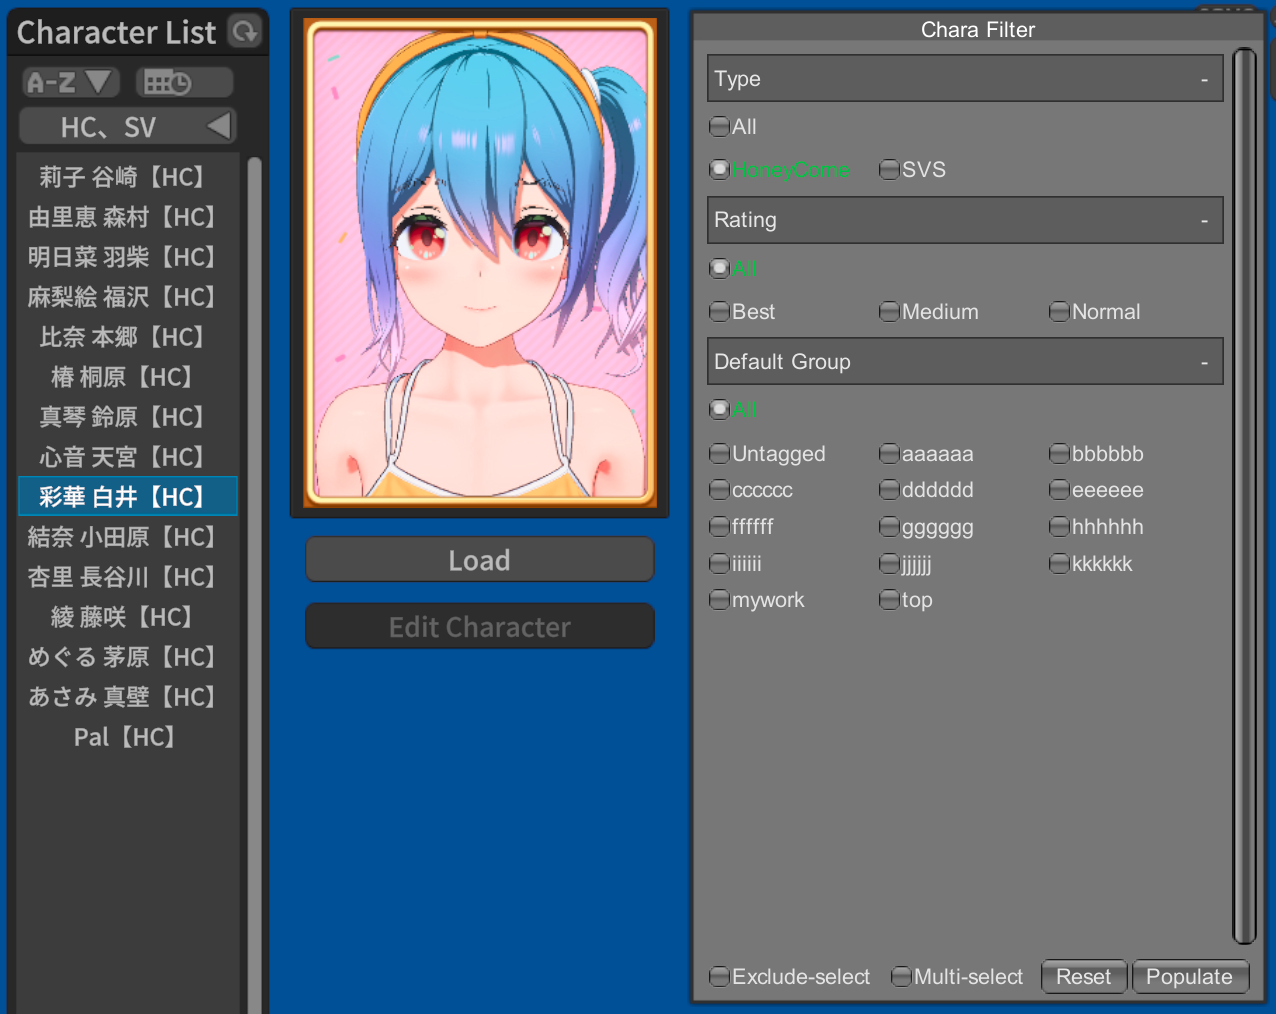 Character List
A-Z
HC、SV
莉子 谷崎【HC】
由里恵 森村【HC】
明日菜 羽柴【HC】
麻梨絵 福沢【HC】
比奈 本郷【HC】
椿 桐原【HC】
真琴 鈴原【HC】
心音 天宮【HC】
彩華 白井【HC】
結奈 小田原【HC】
杏里 長谷川【HC】
綾 藤咲【HC】
めぐる 茅原【HC】
あさみ 真壁【HC】
Pal【HC】
Load
Edit Character
Chara Filter
Type -
All
HoneyCome SVS
Rating -
All
Best Medium Normal
Default Group -
All
Untagged aaaaaa bbbbbb
cccccc dddddd eeeeee
ffffff gggggg hhhhhh
iiiiii jjjjjj kkkkkk
mywork top
Exclude-select Multi-select Reset Populate